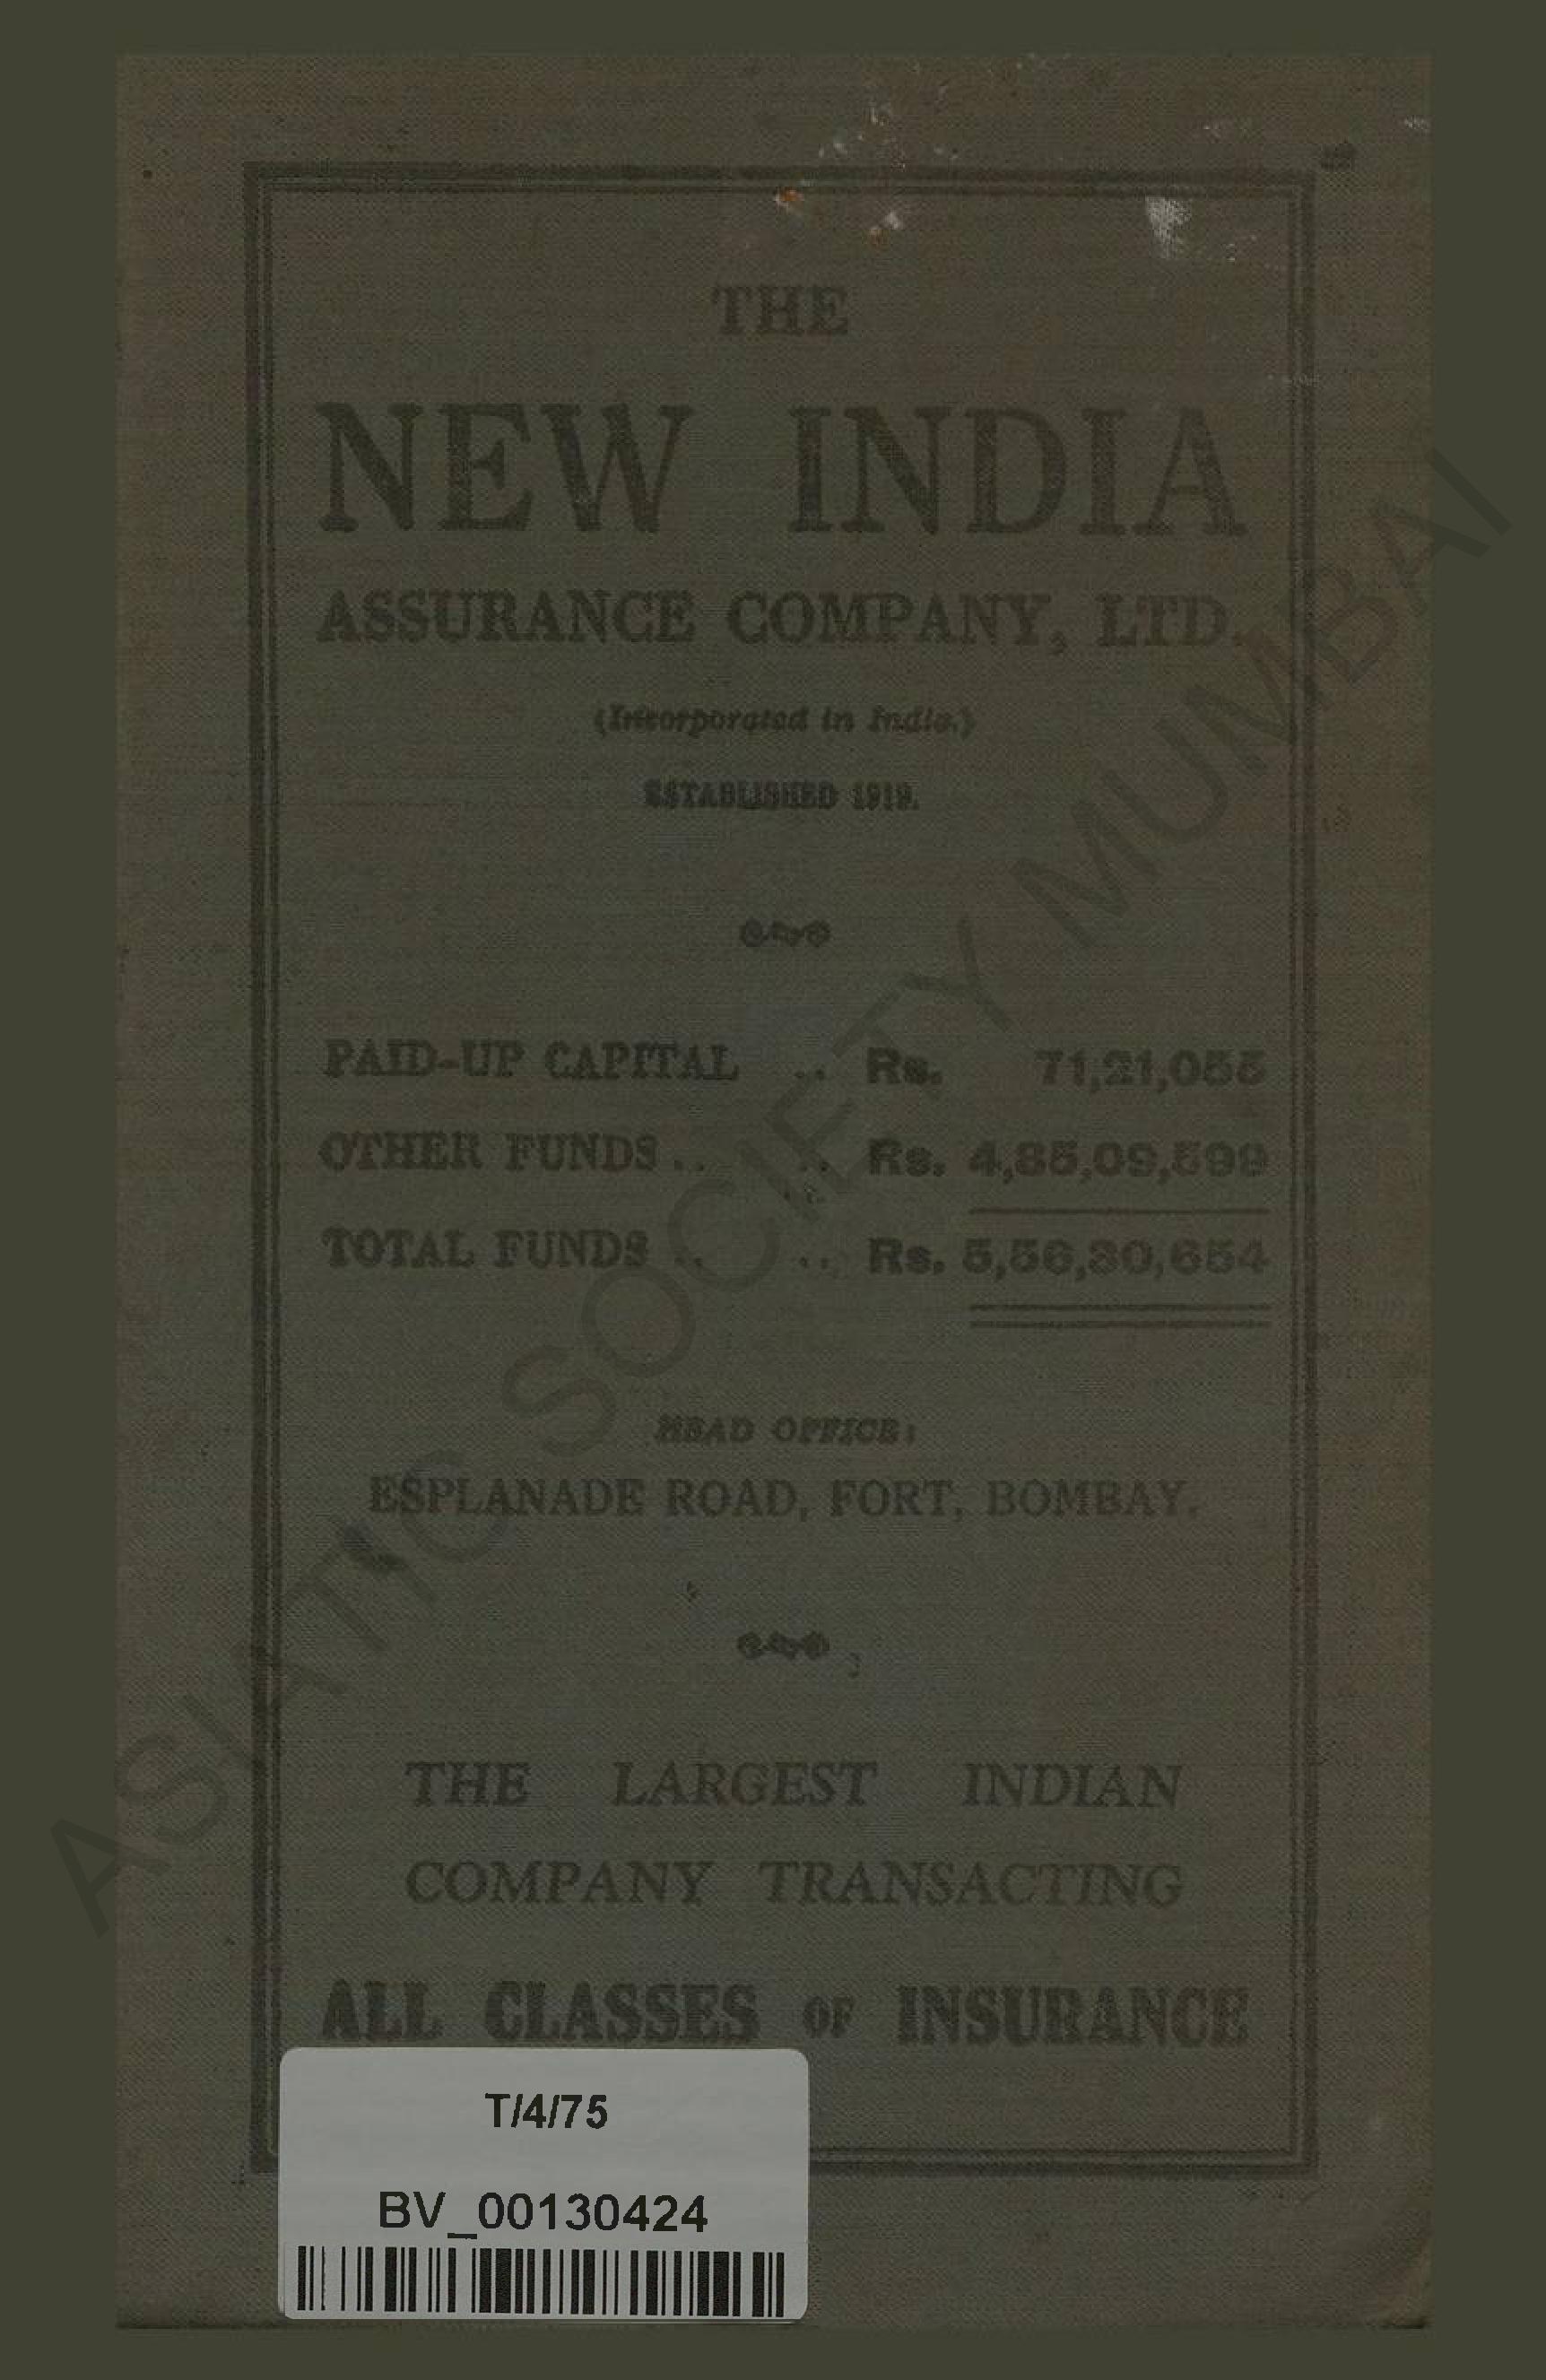 THE
NEW INDIA
ASSURANCE COMPANY, LTD.
(Incorporated in India.)
ESTABLISHED 1919.
PAID-UP CAPITAL .. Rs. 71,21,055
OTHER FUNDS .. .. Rs. 4,85,09,599
TOTAL FUNDS .. .. Rs. 5,56,30,654
HEAD OFFICE:
ESPLANADE ROAD, FORT, BOMBAY.
THE LARGEST INDIAN
COMPANY TRANSACTING
ALL CLASSES OF INSURANCE
T/4/75
BV_00130424
ASIATIC SOCIETY MUMBAI